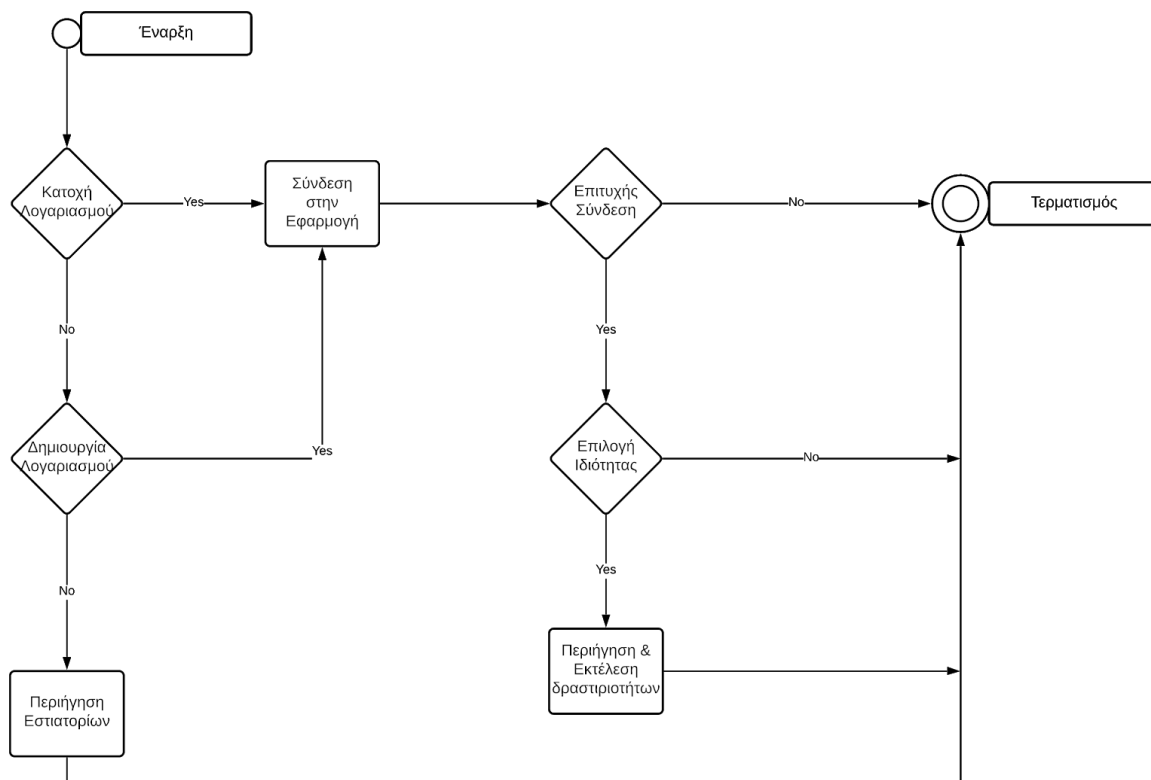 Έναρξη
Κατοχή
Λογαριασμού
Yes
Σύνδεση
στην
Εφαρμογή
Επιτυχής
Σύνδεση
No
Τερματισμός
No
Yes
Δημιουργία
Λογαριασμού
Yes
Επιλογή
Ιδιότητας
No
No
Yes
Περιήγηση &
Εκτέλεση
δραστιριοτήτων
Περιήγηση
Εστιατορίων